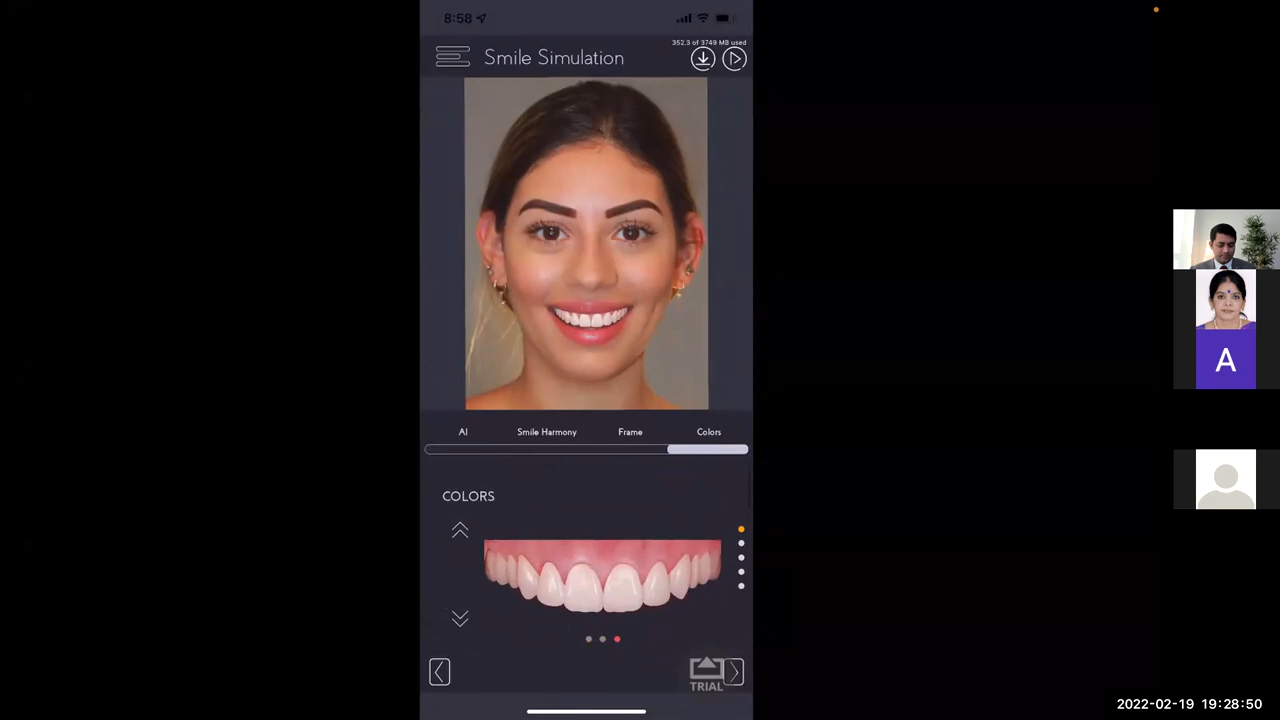 8:58
352.3 of 3749 MB used
Smile Simulation
AI Smile Harmony Frame Colors
COLORS
A
TRIAL
2022-02-19 19:28:50